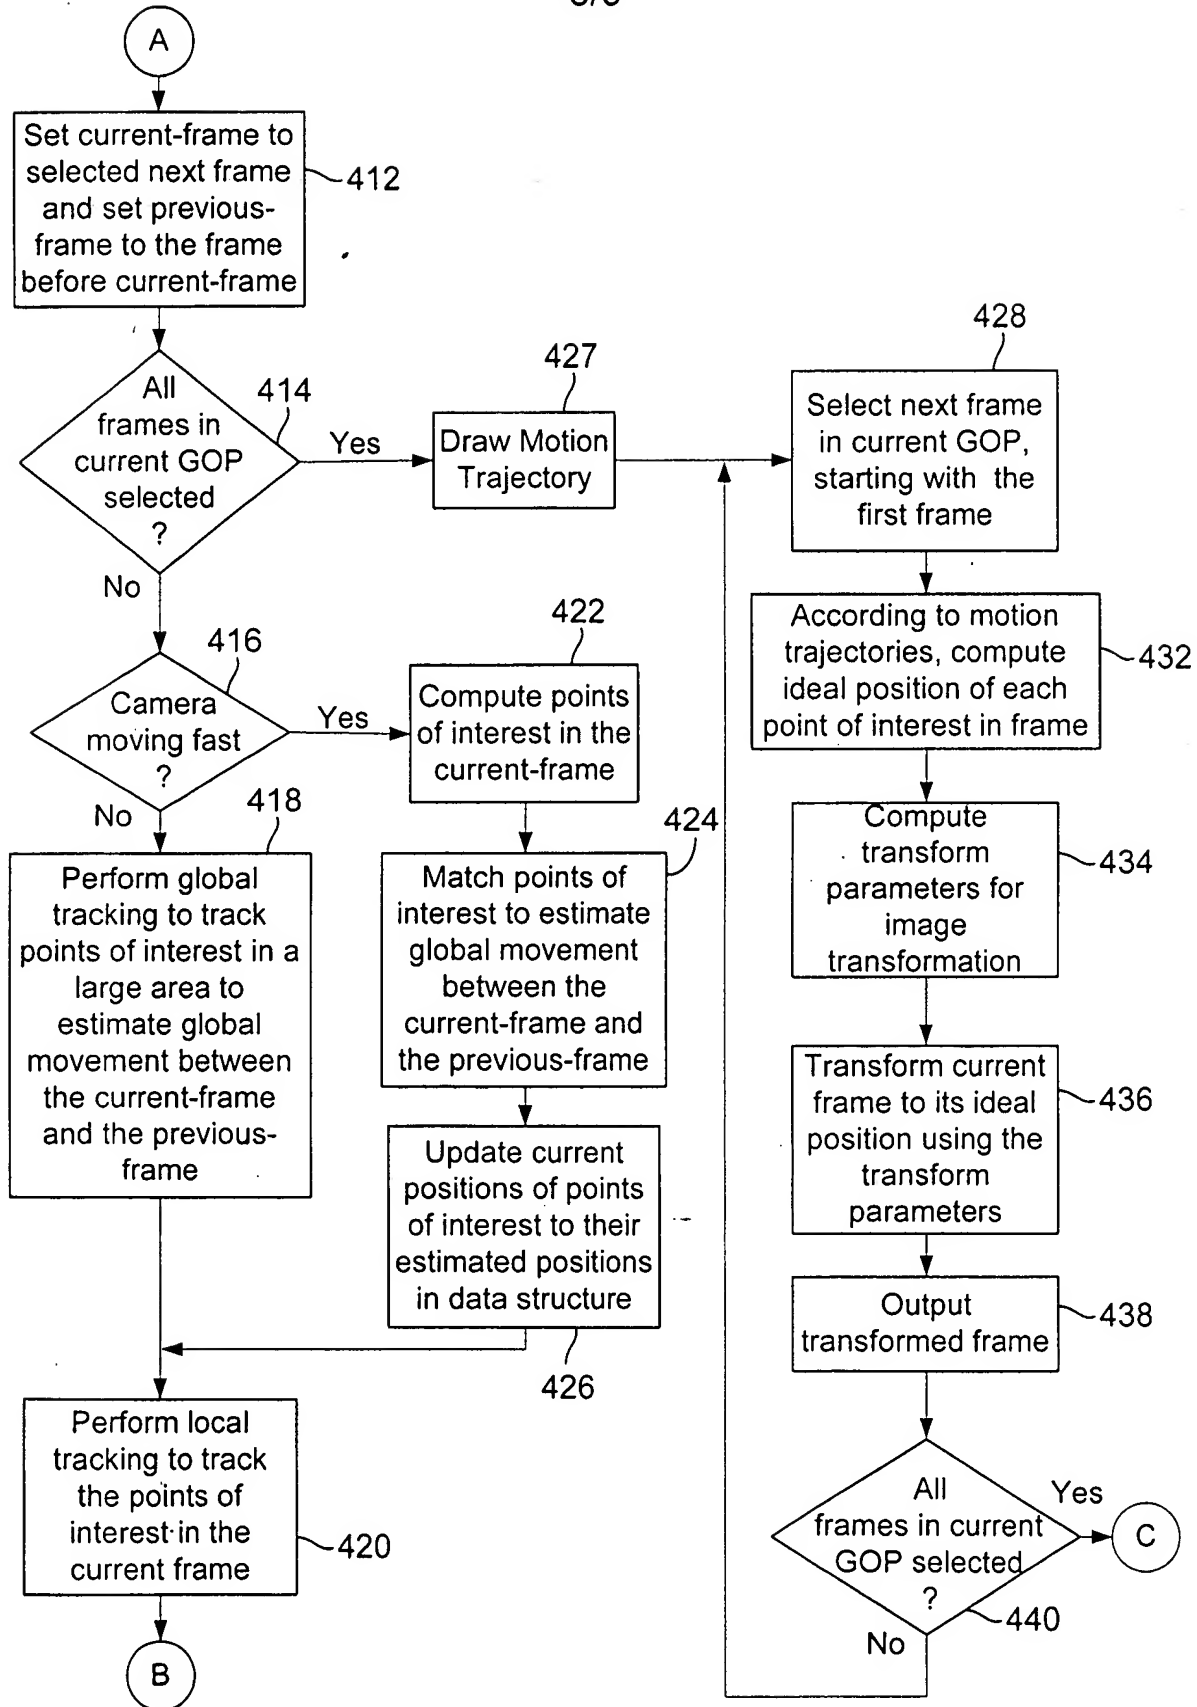 A
Set current-frame to
selected next frame
and set previous-
frame to the frame
before current-frame
412
All
frames in
current GOP
selected
?
414
Yes
No
427
Draw Motion
Trajectory
Camera
moving fast
?
416
Yes
No
418
Perform global
tracking to track
points of interest in a
large area to
estimate global
movement between
the current-frame
and the previous-
frame
422
Compute points
of interest in the
current-frame
424
Match points of
interest to estimate
global movement
between the
current-frame and
the previous-frame
Update current
positions of points
of interest to their
estimated positions
in data structure
426
Perform local
tracking to track
the points of
interest in the
current frame
420
B
428
Select next frame
in current GOP,
starting with the
first frame
According to motion
trajectories, compute
ideal position of each
point of interest in frame
432
Compute
transform
parameters for
image
transformation
434
Transform current
frame to its ideal
position using the
transform
parameters
436
Output
transformed frame
438
All
frames in current
GOP selected
?
440
Yes
No
C